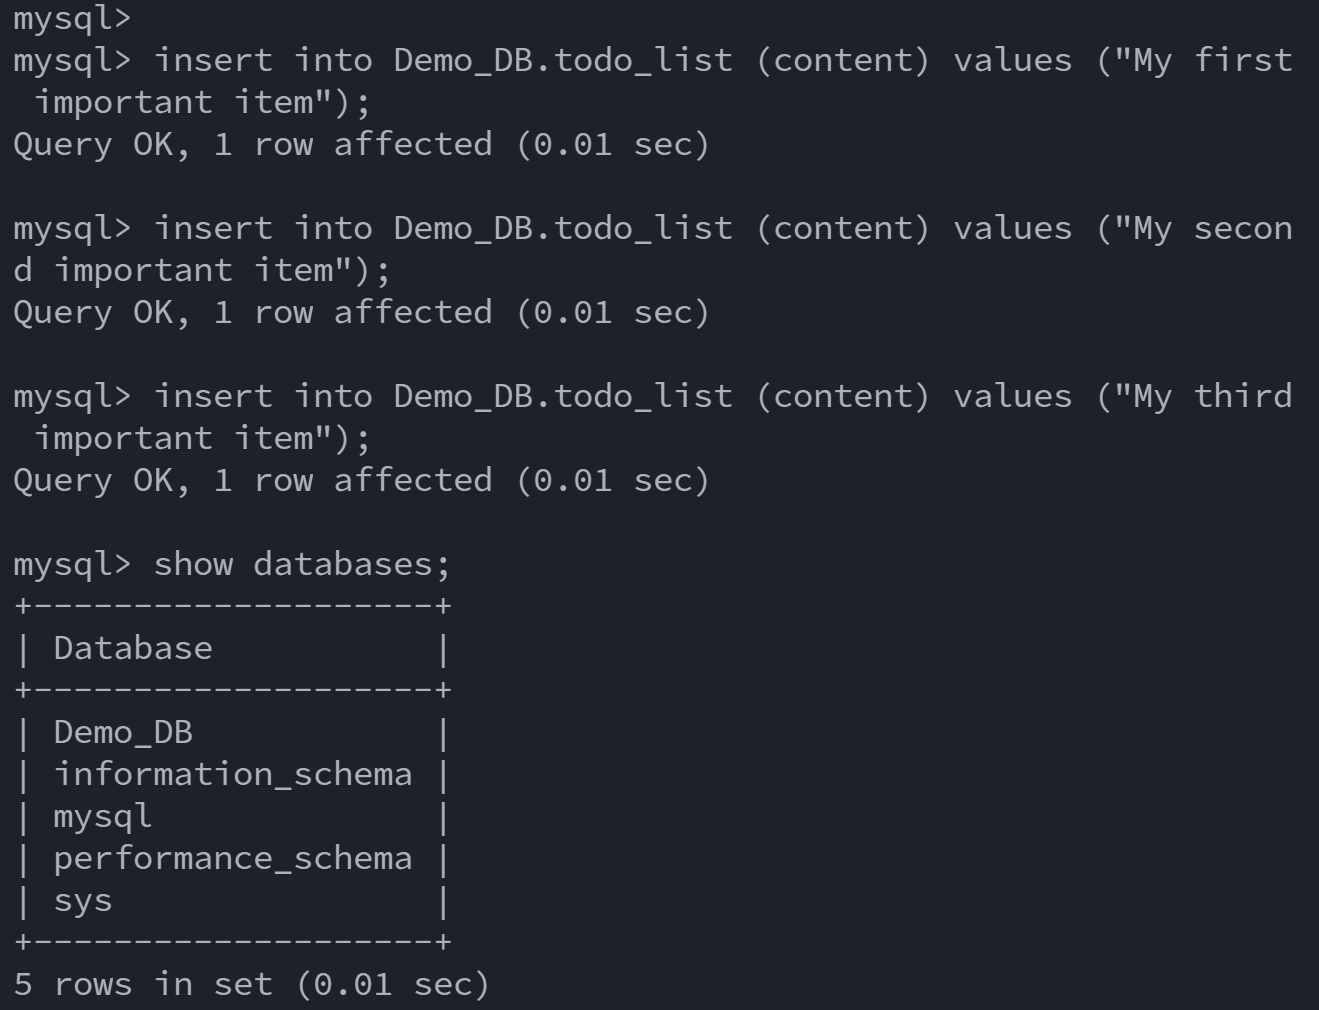 mysql>
mysql> insert into Demo_DB.todo_list (content) values ("My first
 important item");
Query OK, 1 row affected (0.01 sec)

mysql> insert into Demo_DB.todo_list (content) values ("My secon
d important item");
Query OK, 1 row affected (0.01 sec)

mysql> insert into Demo_DB.todo_list (content) values ("My third
 important item");
Query OK, 1 row affected (0.01 sec)

mysql> show databases;
+--------------------+
| Database           |
+--------------------+
| Demo_DB            |
| information_schema |
| mysql              |
| performance_schema |
| sys                |
+--------------------+
5 rows in set (0.01 sec)